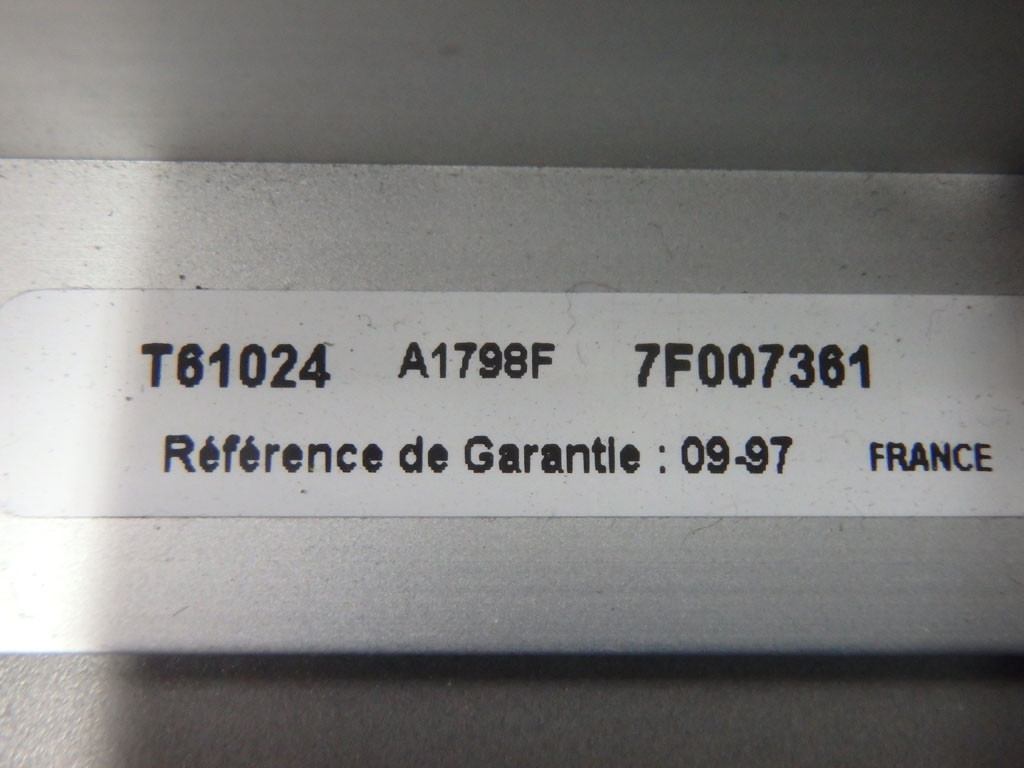 T61024 A1798F 7F007361
Référence de Garantie : 09-97 FRANCE